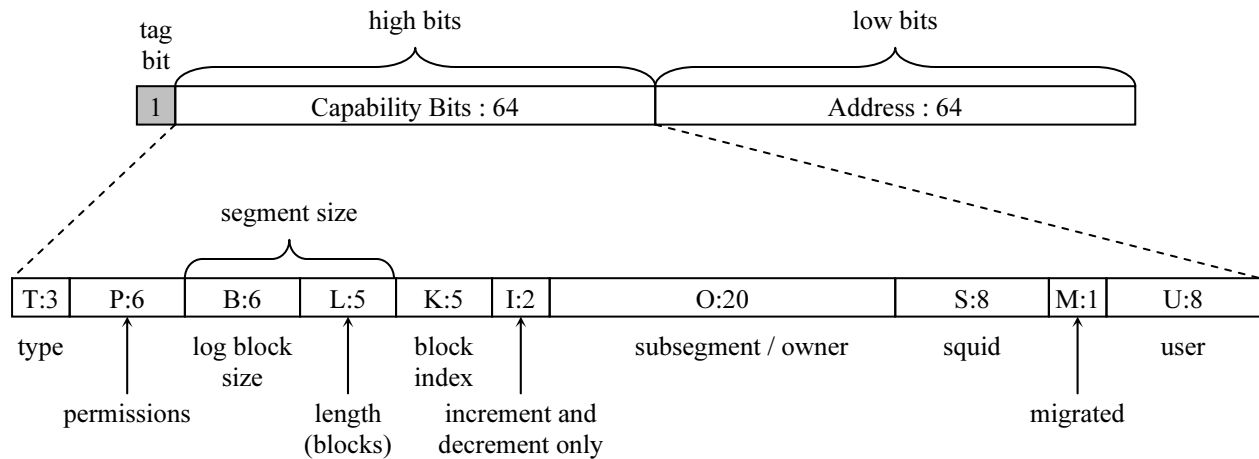 tag
bit
high bits
low bits
1
Capability Bits : 64
Address : 64
segment size
T:3
P:6
B:6
L:5
K:5
I:2
O:20
S:8
M:1
U:8
type
log block
size
block
index
subsegment / owner
squid
user
permissions
length
(blocks)
increment and
decrement only
migrated